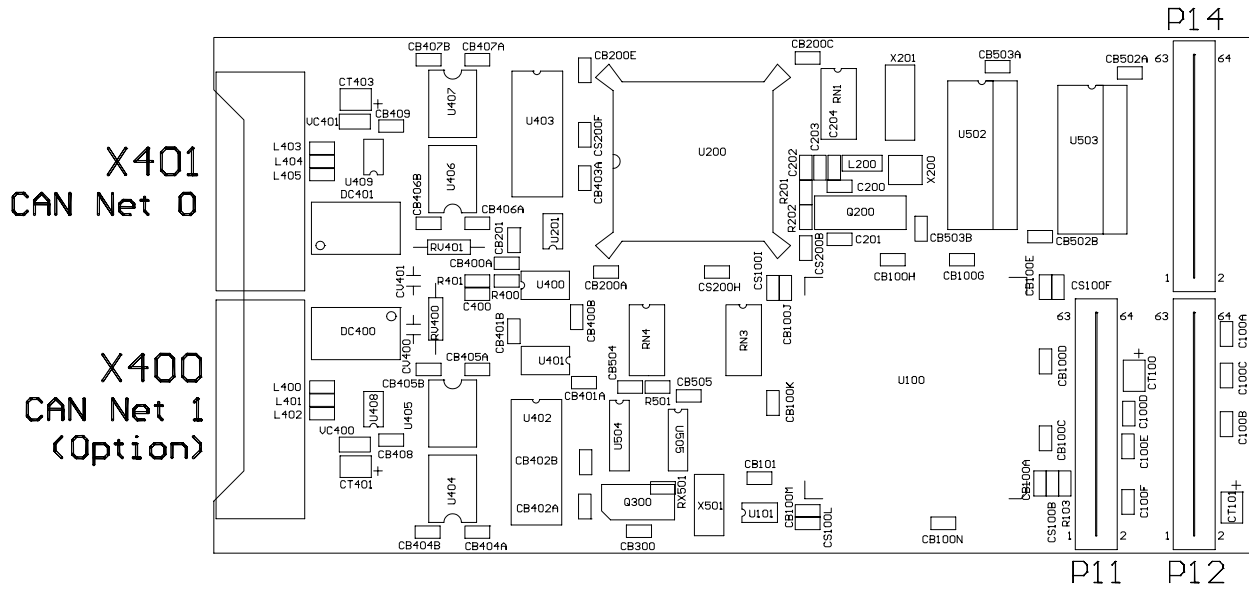 P14
CB407B
CB407A
CB200E
CB200C
X201
CB503A
CB502A
63
64
CT403
+
VC401
CB409
U407
U403
CS200F
U200
RN1
C203
C204
U502
U503
X401
CAN Net 0
L403
L404
L405
U409
DC401
U406
CB406B
CB406A
CB403A
C202
L200
X200
R201
C200
R202
Q200
U201
CB201
RV401
CB400A
C201
CB503B
CB502B
CS200B
CB100H
CB100G
CB100E
CS100F
CV401
R401
C400
R400
U400
CB200A
CS200H
CS100I
CB100J
1
2
DC400
RV400
CV400
CB401B
CB400B
RN4
RN3
63
64
63
64
C100A
X400
CAN Net 1
(Option)
CB405A
CB405B
U401
CB401A
CB504
R501
CB505
CB100K
U100
CB100D
+
CT100
C100C
L400
L401
L402
U408
U405
U402
U504
U505
C100D
C100B
VC400
CB408
CT401
+
U404
CB402B
CB402A
CB100C
C100E
CB101
Q300
RX501
X501
U101
CB100M
CS100L
CB100A
CS100B
R103
C100F
+
CT101
CB404B
CB404A
CB300
CB100N
1
2
1
2
P11
P12